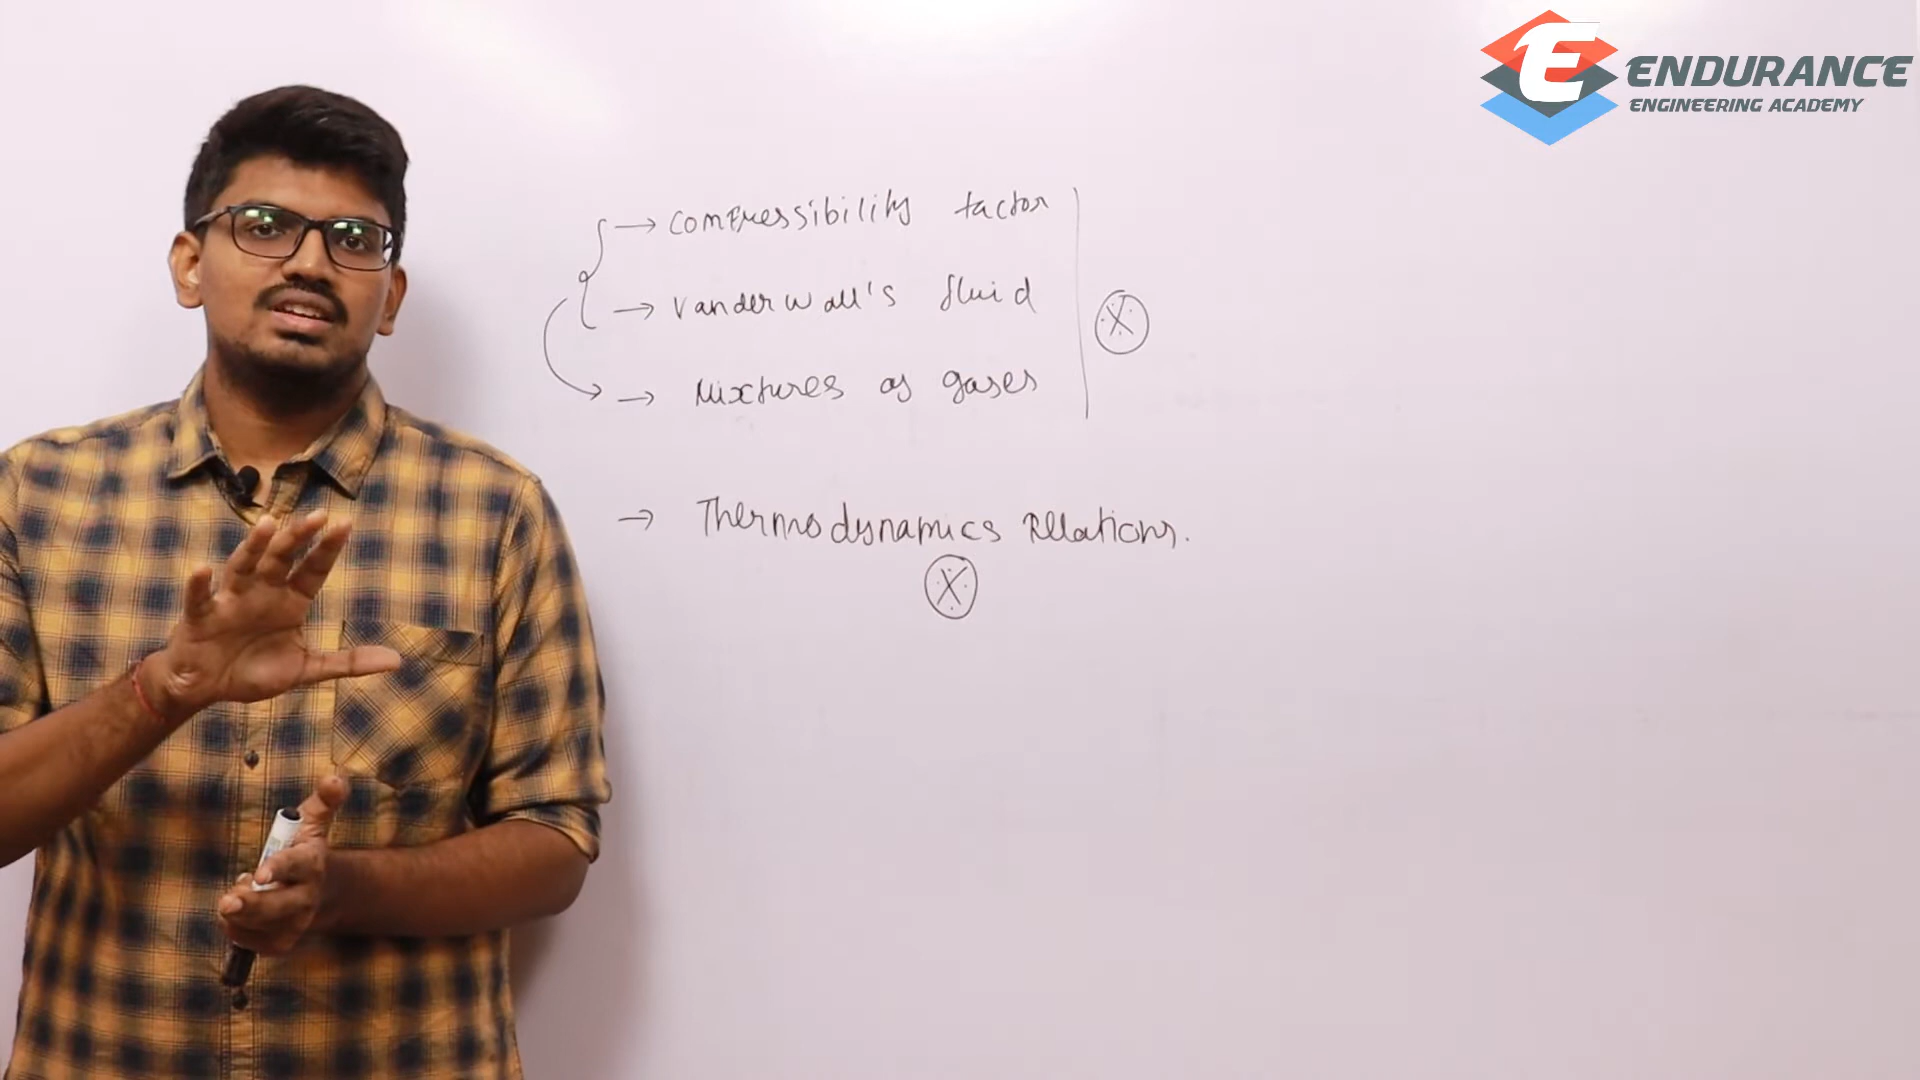 ENDURANCE
ENGINEERING ACADEMY
→ compressibility factor
→ vanderwall's fluid
→ Mixtures of gases
X
→ Thermodynamics Relations.
X